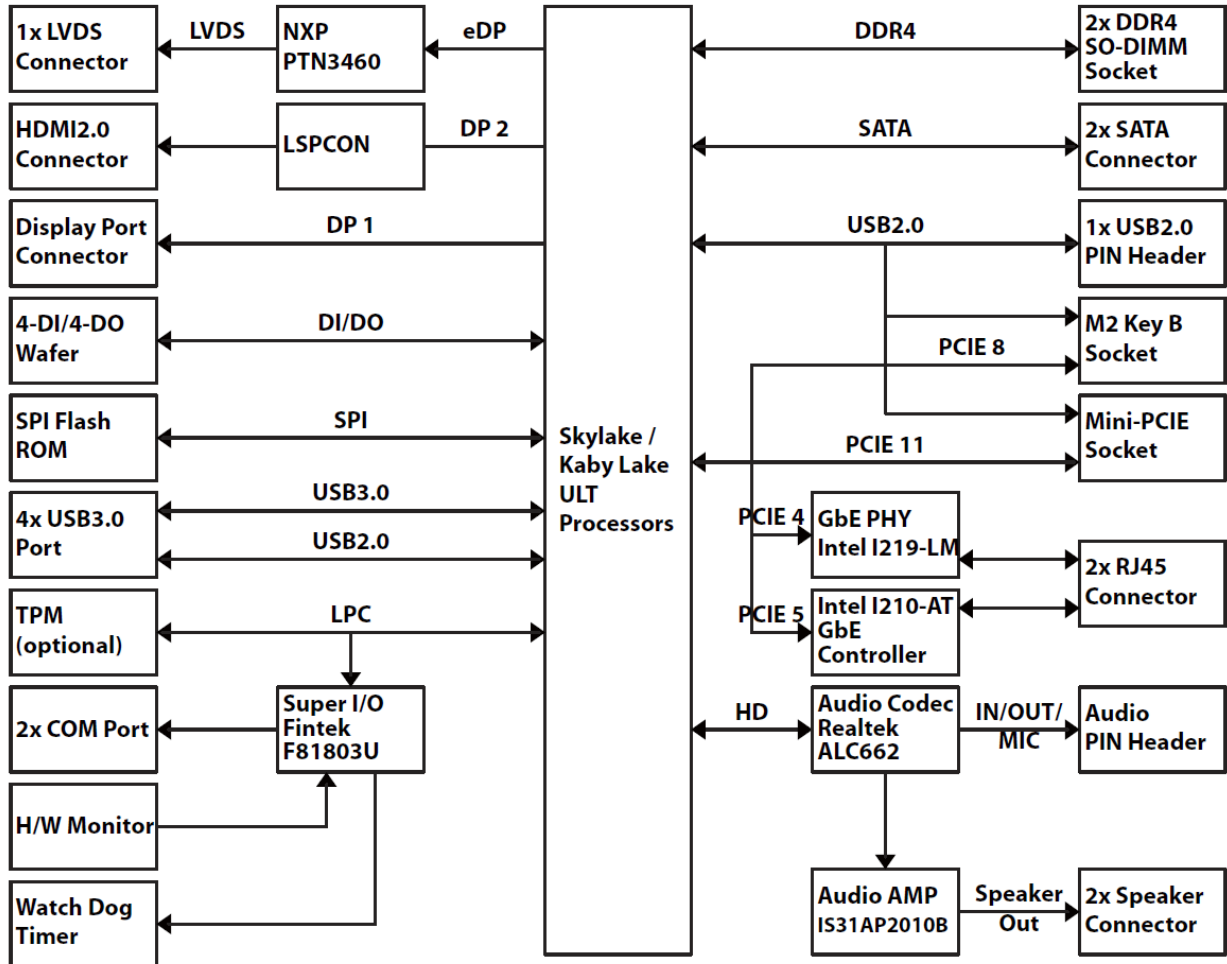 1x LVDS
Connector
LVDS
NXP
PTN3460
eDP
HDMI2.0
Connector
LSPCON
DP 2
Display Port
Connector
DP 1
4-DI/4-DO
Wafer
DI/DO
SPI Flash
ROM
SPI
4x USB3.0
Port
USB3.0
USB2.0
TPM
(optional)
LPC
2x COM Port
Super I/O
Fintek
F81803U
H/W Monitor
Watch Dog
Timer
Skylake /
Kaby Lake
ULT
Processors
DDR4
2x DDR4
SO-DIMM
Socket
SATA
2x SATA
Connector
USB2.0
1x USB2.0
PIN Header
M2 Key B
Socket
PCIE 8
Mini-PCIE
Socket
PCIE 11
PCIE 4
GbE PHY
Intel I219-LM
2x RJ45
Connector
PCIE 5
Intel I210-AT
GbE
Controller
HD
Audio Codec
Realtek
ALC662
IN/OUT/
MIC
Audio
PIN Header
Audio AMP
IS31AP2010B
Speaker
Out
2x Speaker
Connector